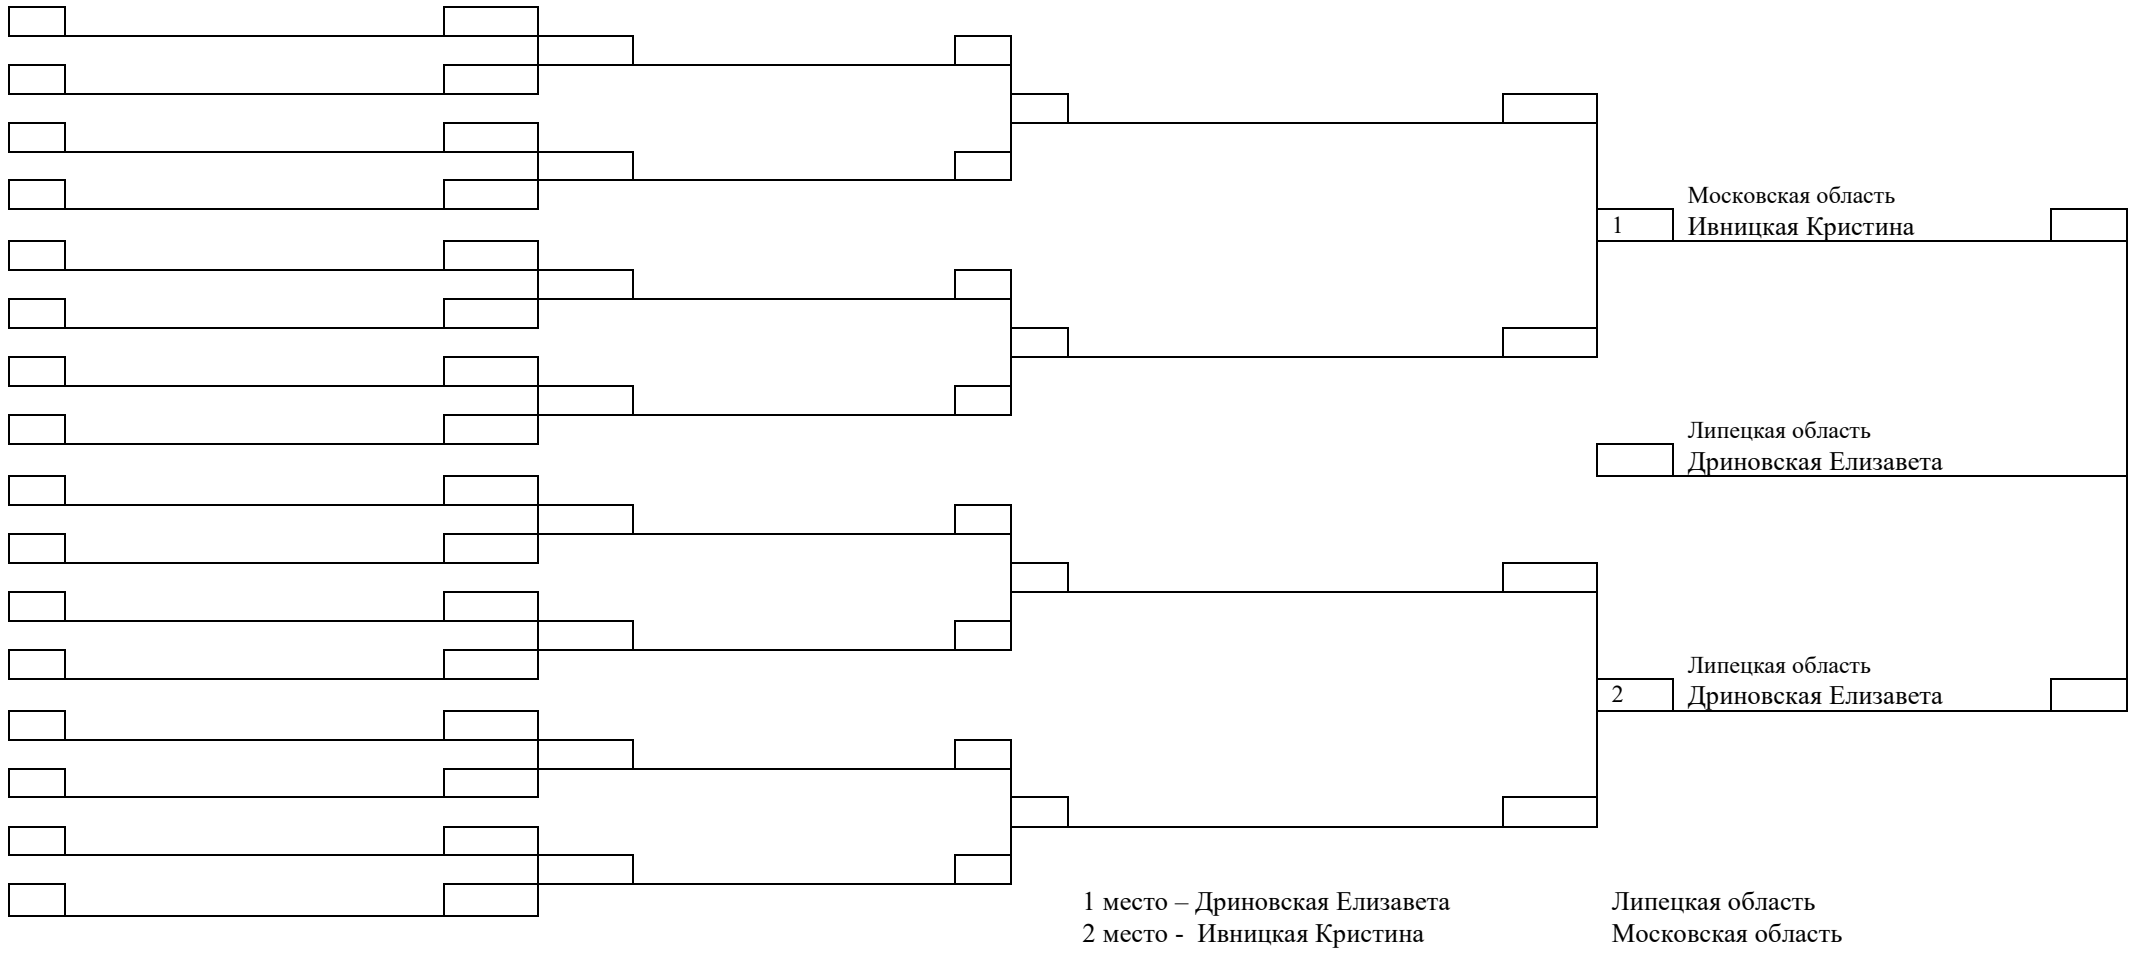 Московская область
1 Ивницкая Кристина
Липецкая область
Дриновская Елизавета
Липецкая область
2 Дриновская Елизавета
1 место – Дриновская Елизавета Липецкая область
2 место - Ивницкая Кристина Московская область